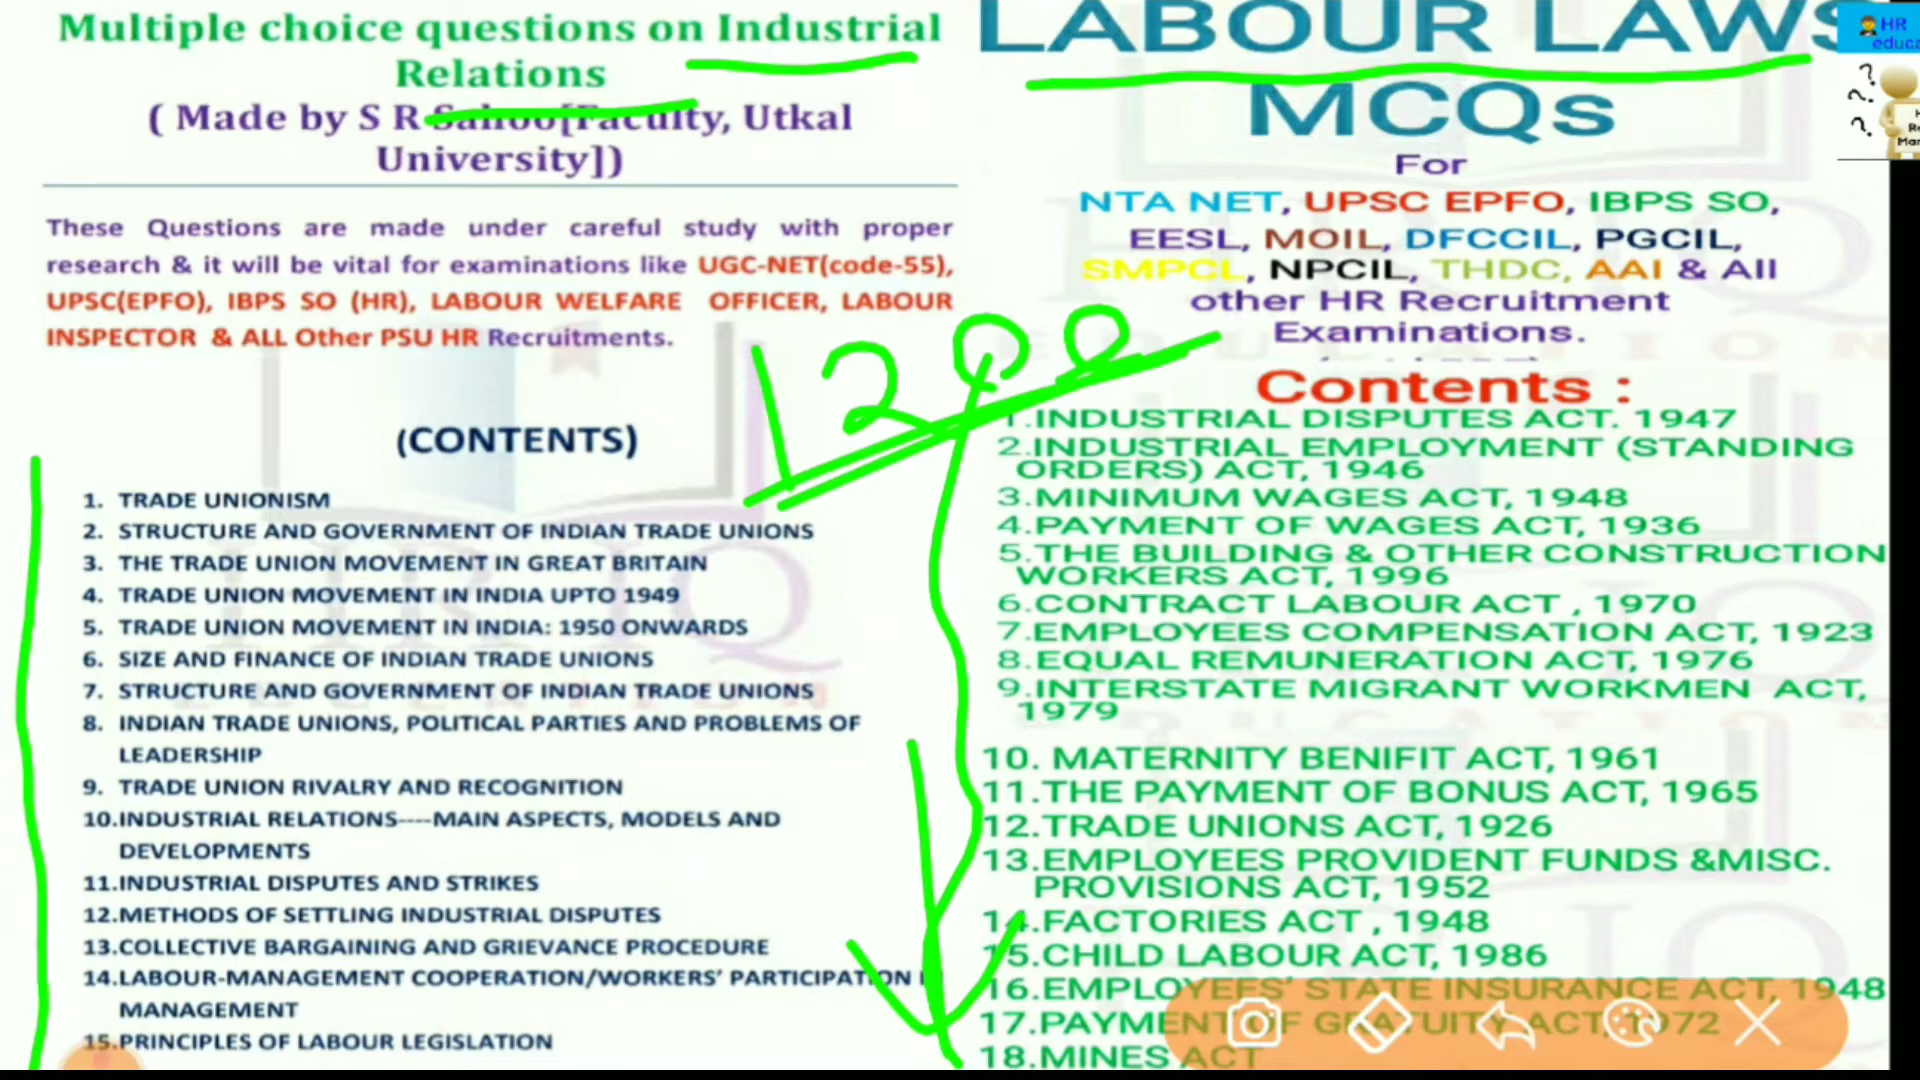 Multiple choice questions on Industrial
Relations
( Made by S R Sahoo[Faculty, Utkal
University])
These Questions are made under careful study with proper
research & it will be vital for examinations like UGC-NET(code-55),
UPSC(EPFO), IBPS SO (HR), LABOUR WELFARE OFFICER, LABOUR
INSPECTOR & ALL Other PSU HR Recruitments.
(CONTENTS)
1. TRADE UNIONISM
2. STRUCTURE AND GOVERNMENT OF INDIAN TRADE UNIONS
3. THE TRADE UNION MOVEMENT IN GREAT BRITAIN
4. TRADE UNION MOVEMENT IN INDIA UPTO 1949
5. TRADE UNION MOVEMENT IN INDIA: 1950 ONWARDS
6. SIZE AND FINANCE OF INDIAN TRADE UNIONS
7. STRUCTURE AND GOVERNMENT OF INDIAN TRADE UNIONS
8. INDIAN TRADE UNIONS, POLITICAL PARTIES AND PROBLEMS OF
LEADERSHIP
9. TRADE UNION RIVALRY AND RECOGNITION
10.INDUSTRIAL RELATIONS----MAIN ASPECTS, MODELS AND
DEVELOPMENTS
11.INDUSTRIAL DISPUTES AND STRIKES
12.METHODS OF SETTLING INDUSTRIAL DISPUTES
13.COLLECTIVE BARGAINING AND GRIEVANCE PROCEDURE
14.LABOUR-MANAGEMENT COOPERATION/WORKERS' PARTICIPATION
MANAGEMENT
15.PRINCIPLES OF LABOUR LEGISLATION
1200
LABOUR LAWS
MCQs
For
NTA NET, UPSC EPFO, IBPS SO,
EESL, MOIL, DFCCIL, PGCIL,
SMPCL, NPCIL, THDC, AAI & All
other HR Recruitment
Examinations.
Contents :
1.INDUSTRIAL DISPUTES ACT. 1947
2.INDUSTRIAL EMPLOYMENT (STANDING
ORDERS) ACT, 1946
3.MINIMUM WAGES ACT, 1948
4.PAYMENT OF WAGES ACT, 1936
5.THE BUILDING & OTHER CONSTRUCTION
WORKERS ACT, 1996
6.CONTRACT LABOUR ACT , 1970
7.EMPLOYEES COMPENSATION ACT, 1923
8.EQUAL REMUNERATION ACT, 1976
9.INTERSTATE MIGRANT WORKMEN ACT,
1979
10. MATERNITY BENIFIT ACT, 1961
11.THE PAYMENT OF BONUS ACT, 1965
12.TRADE UNIONS ACT, 1926
13.EMPLOYEES PROVIDENT FUNDS &MISC.
PROVISIONS ACT, 1952
14.FACTORIES ACT , 1948
15.CHILD LABOUR ACT, 1986
16.EMPLOYEES' STATE INSURANCE ACT, 1948
17.PAYMENT OF GRATUITY ACT, 1972
18.MINES ACT
HR
educa